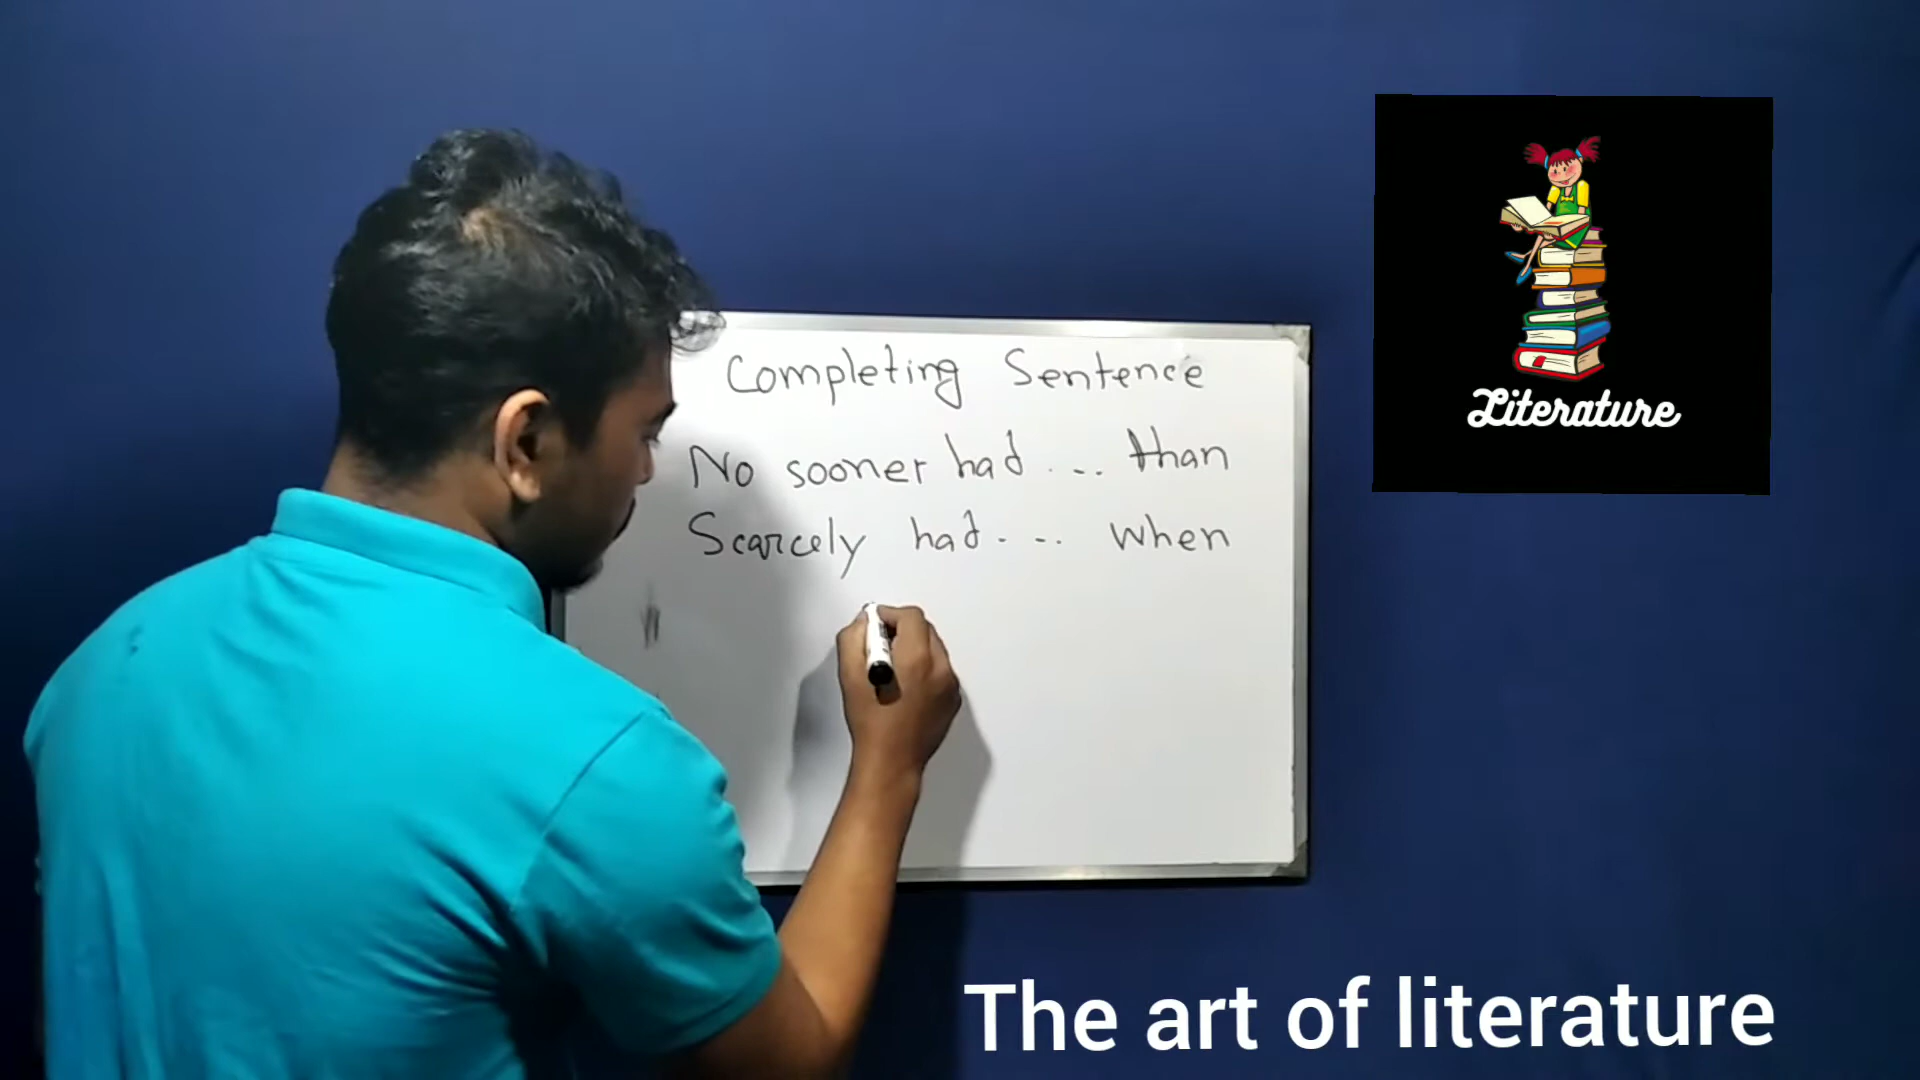 Completing Sentence
No sooner had ... than
Scarcely had ... when
Literature
The art of literature